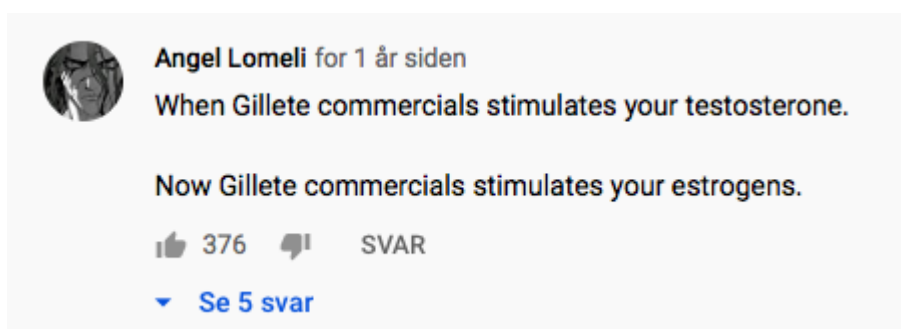 Angel Lomeli for 1 år siden
When Gillete commercials stimulates your testosterone.
Now Gillete commercials stimulates your estrogens.
376 SVAR
Se 5 svar